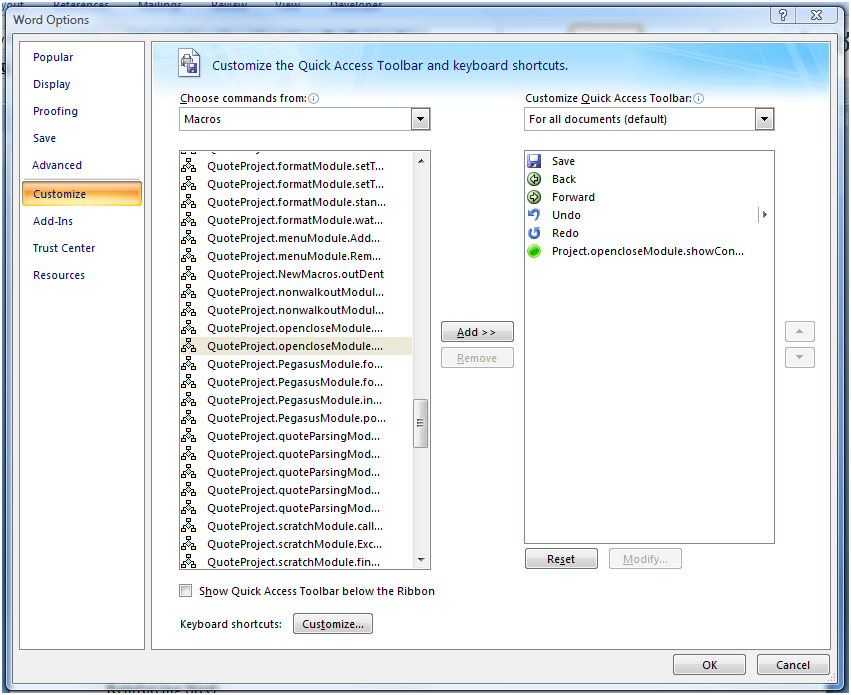 References Mailings Review View Developer
Word Options
Popular
Display
Proofing
Save
Advanced
Customize
Add-Ins
Trust Center
Resources
Customize the Quick Access Toolbar and keyboard shortcuts.
Choose commands from:
Macros
QuoteProject.formatModule.setT...
QuoteProject.formatModule.setT...
QuoteProject.formatModule.stan...
QuoteProject.formatModule.wat...
QuoteProject.menuModule.Add...
QuoteProject.menuModule.Rem...
QuoteProject.NewMacros.outDent
QuoteProject.nonwalkoutModul...
QuoteProject.nonwalkoutModul...
QuoteProject.opencloseModule....
QuoteProject.opencloseModule....
QuoteProject.PegasusModule.fo...
QuoteProject.PegasusModule.fo...
QuoteProject.PegasusModule.in...
QuoteProject.PegasusModule.po...
QuoteProject.quoteParsingMod...
QuoteProject.quoteParsingMod...
QuoteProject.quoteParsingMod...
QuoteProject.quoteParsingMod...
QuoteProject.quoteParsingMod...
QuoteProject.scratchModule.call...
QuoteProject.scratchModule.Exc...
QuoteProject.scratchModule.fin...
Add >>
Remove
Customize Quick Access Toolbar:
For all documents (default)
Save
Back
Forward
Undo
Redo
Project.opencloseModule.showCon...
Reset Modify...
Show Quick Access Toolbar below the Ribbon
Keyboard shortcuts: Customize...
OK Cancel